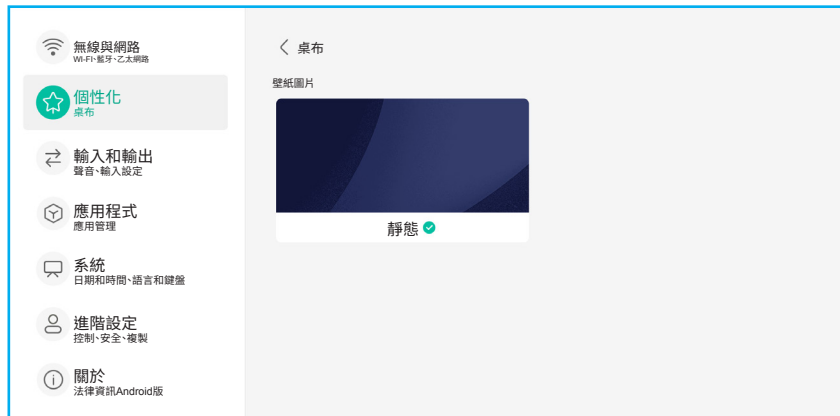 無線與網路
WI-FI、藍牙、乙太網路
個性化
桌布
輸入和輸出
聲音、輸入設定
應用程式
應用管理
系統
日期和時間、語言和鍵盤
進階設定
控制、安全、複製
關於
法律資訊Android版
桌布
壁紙圖片
靜態